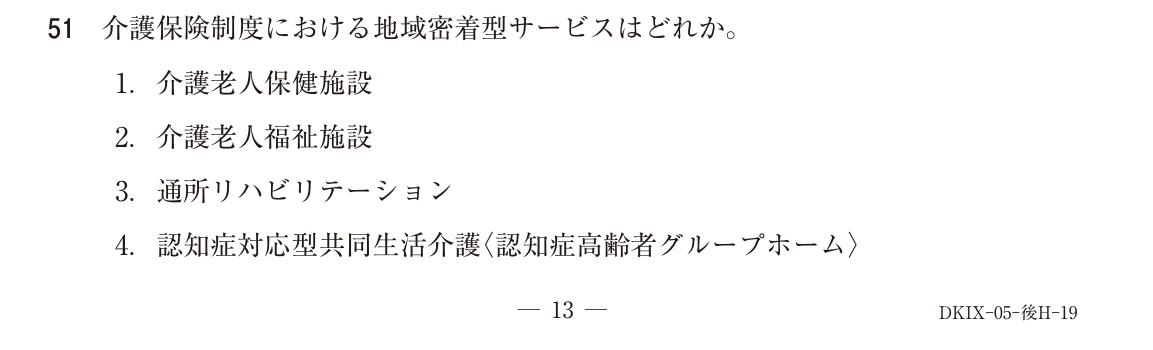 51 介護保険制度における地域密着型サービスはどれか。
1. 介護老人保健施設
2. 介護老人福祉施設
3. 通所リハビリテーション
4. 認知症対応型共同生活介護〈認知症高齢者グループホーム〉
— 13 —
DKIX-05-後H-19